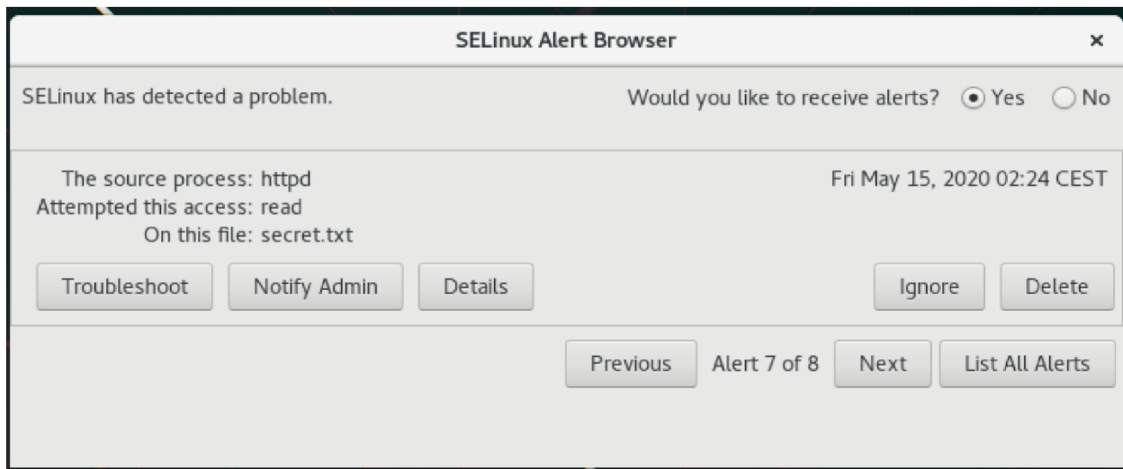 SELinux Alert Browser ×
SELinux has detected a problem. Would you like to receive alerts? Yes No
The source process: httpd Fri May 15, 2020 02:24 CEST
Attempted this access: read
On this file: secret.txt
Troubleshoot Notify Admin Details Ignore Delete
Previous Alert 7 of 8 Next List All Alerts